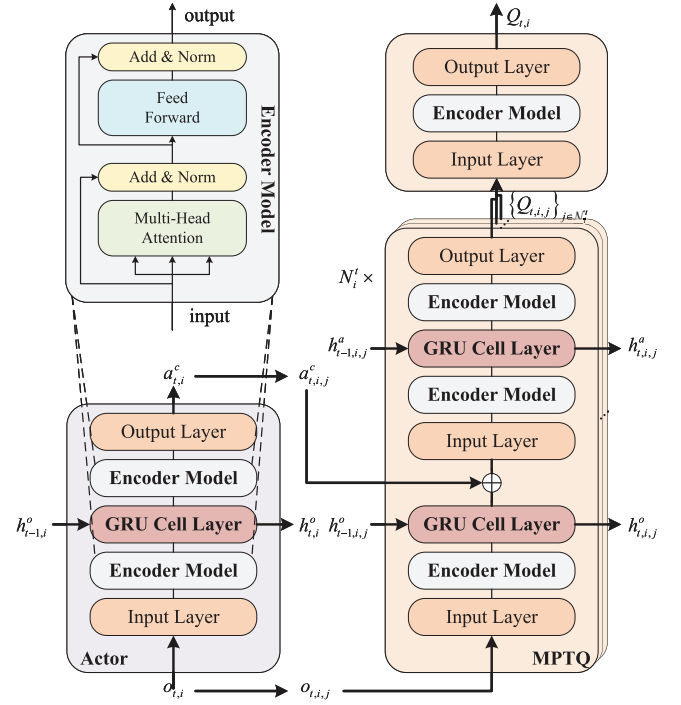 output
Add & Norm
Feed
Forward
Add & Norm
Multi-Head
Attention
Encoder Model
input
a^c_{t,i}
a^c_{t,i,j}
Output Layer
Encoder Model
h^o_{t-1,i}
GRU Cell Layer
h^o_{t,i}
Encoder Model
Input Layer
Actor
o_{t,i}
o_{t,i,j}
Q_{t,i}
Output Layer
Encoder Model
Input Layer
{Q_{t,i,j}}_{j∈N_i^t}
N_i^t ×
Output Layer
Encoder Model
h^a_{t-1,i,j}
GRU Cell Layer
h^a_{t,i,j}
Encoder Model
Input Layer
h^o_{t-1,i,j}
GRU Cell Layer
h^o_{t,i,j}
Encoder Model
Input Layer
MPTQ